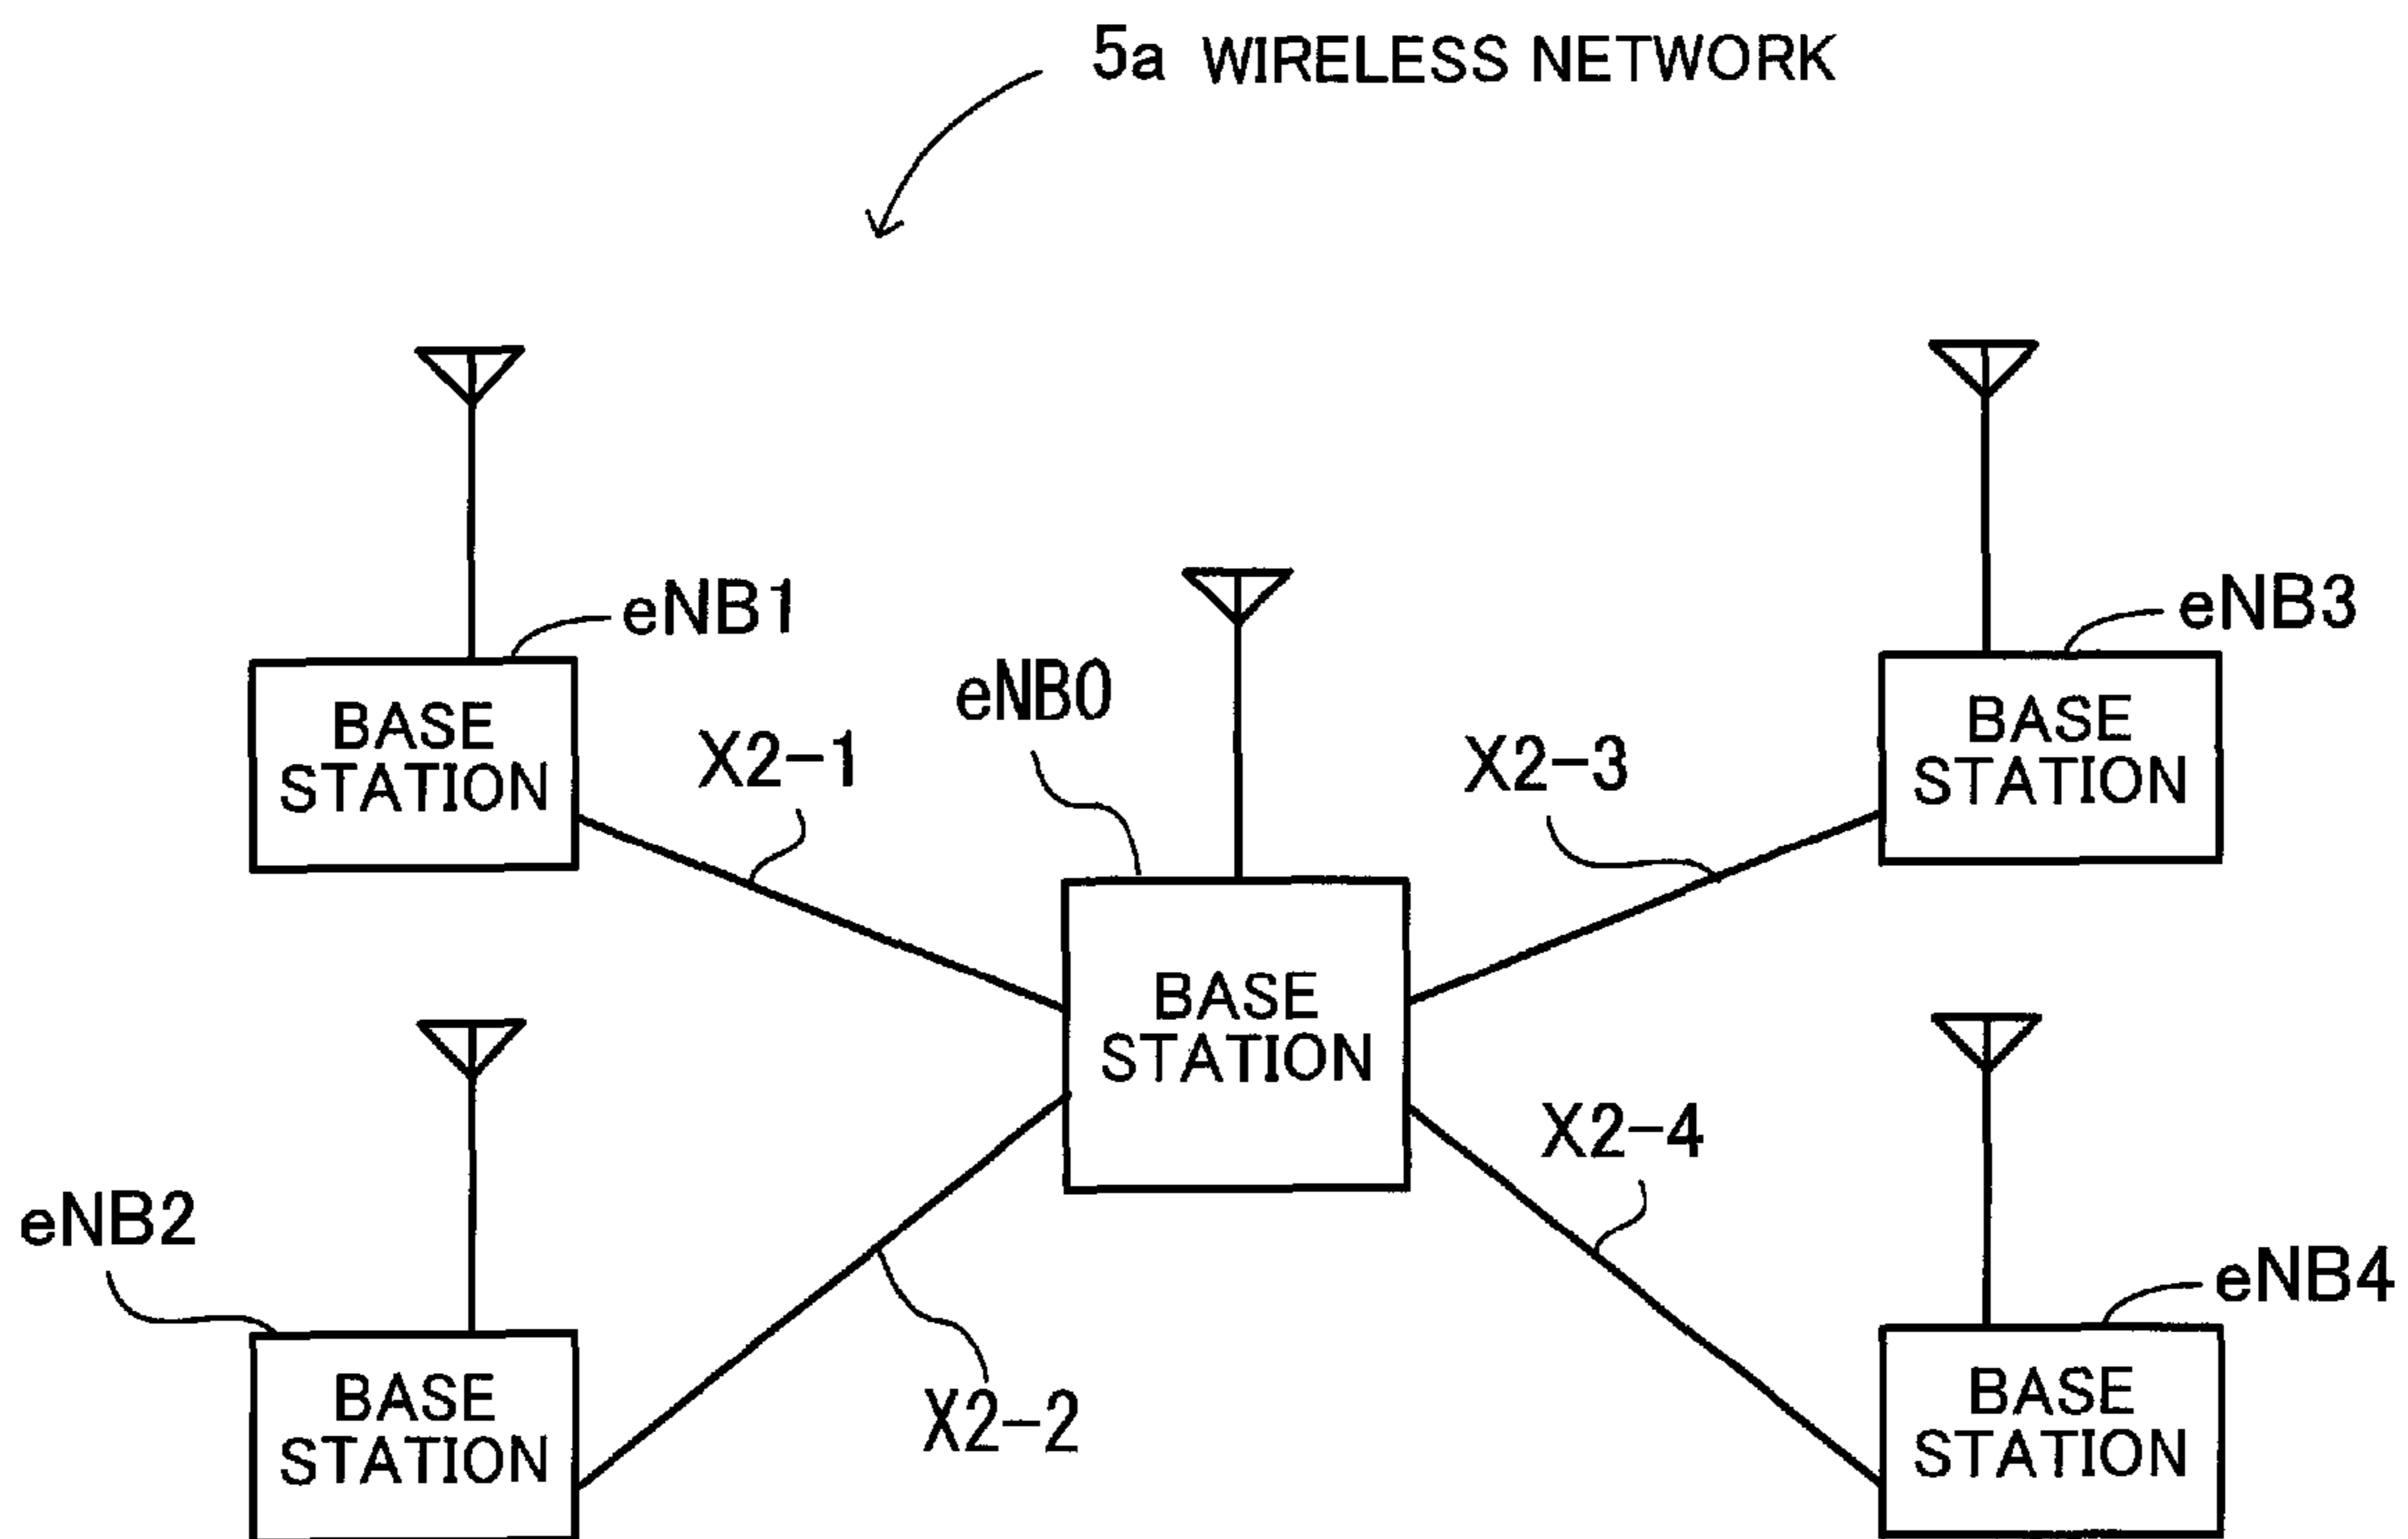 5a WIRELESS NETWORK
eNB1
eNB3
BASE
STATION
eNB0
BASE
STATION
X2-1
X2-3
BASE
STATION
X2-4
eNB2
eNB4
BASE
STATION
X2-2
BASE
STATION